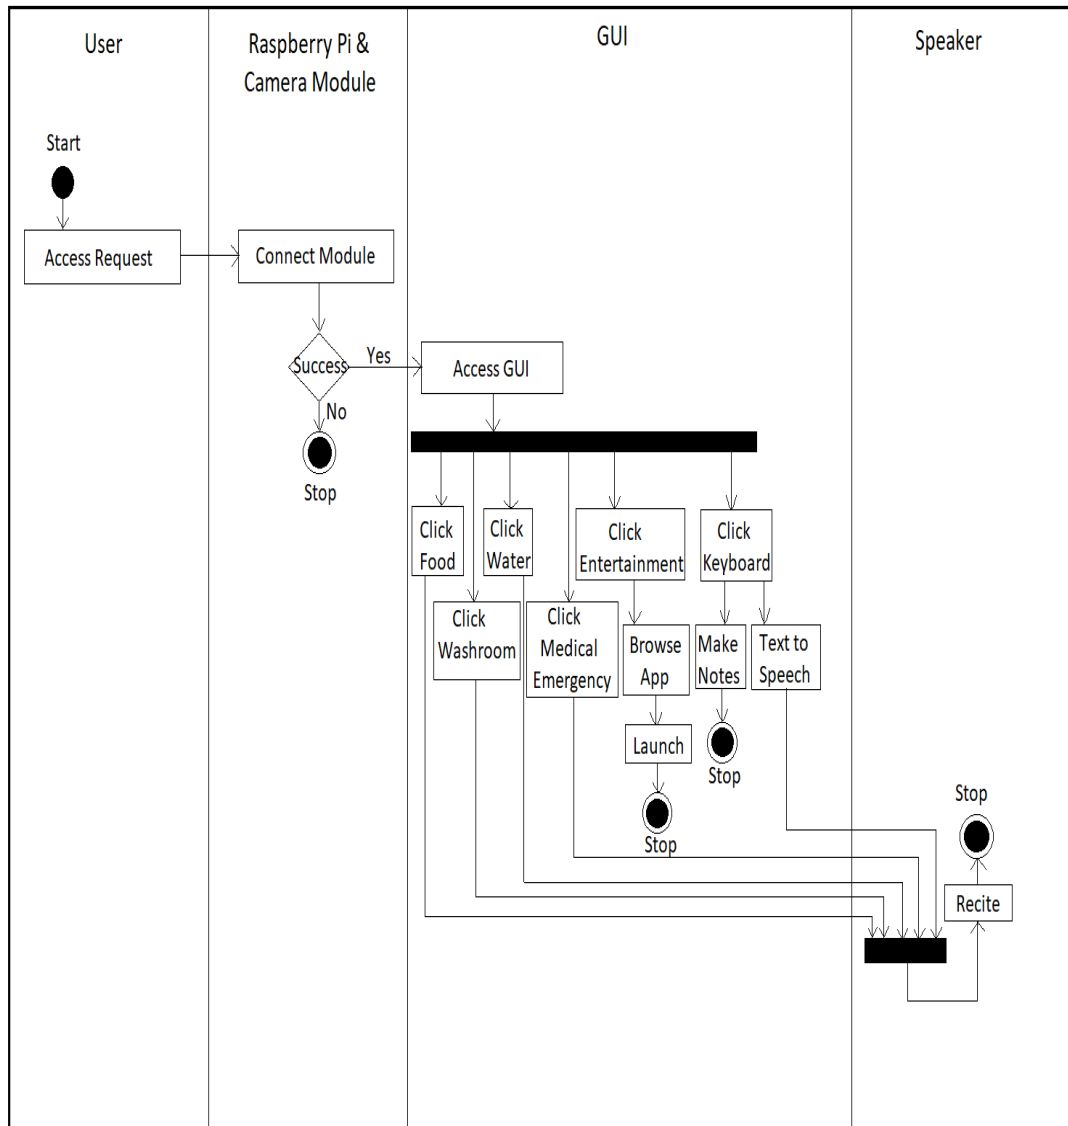 User
Raspberry Pi &
Camera Module
GUI
Speaker
Start
Access Request
Connect Module
Success
Yes
No
Stop
Access GUI
Click
Food
Click
Water
Click
Entertainment
Click
Keyboard
Click
Washroom
Click
Medical
Emergency
Browse
App
Make
Notes
Text to
Speech
Launch
Stop
Stop
Stop
Recite